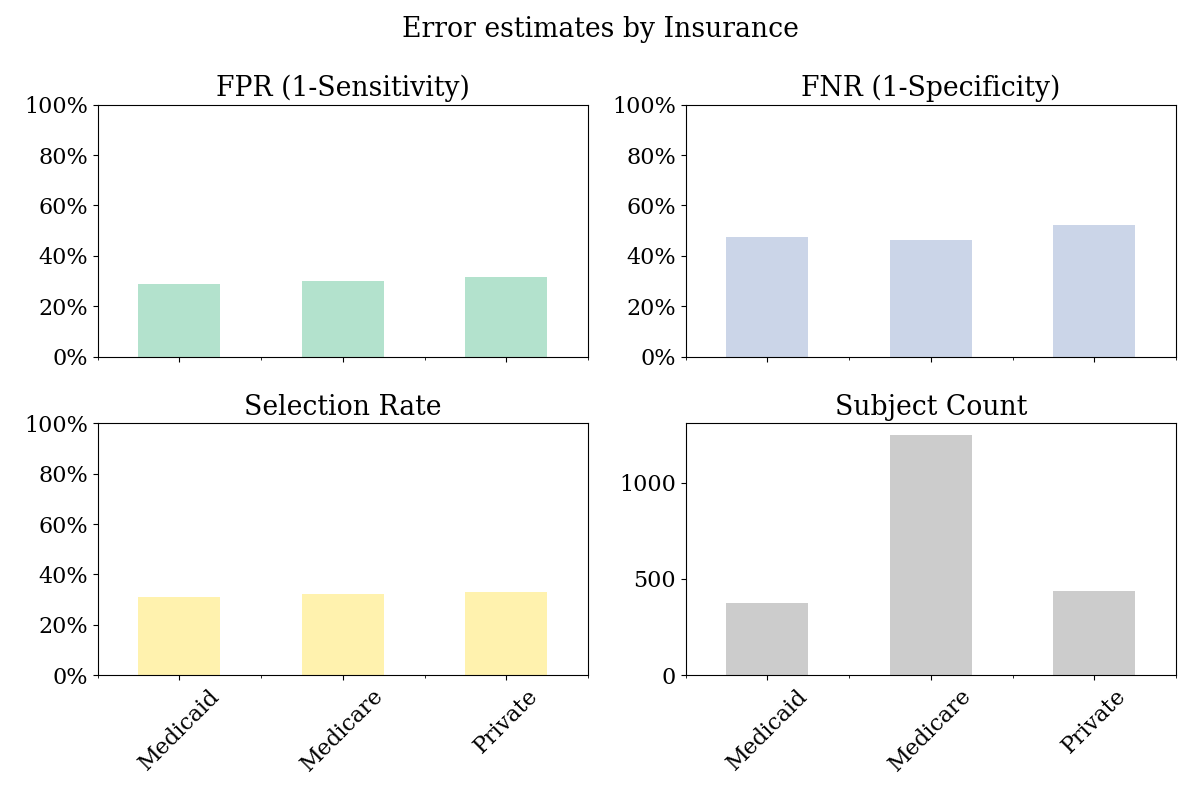 Error estimates by Insurance
FPR (1-Sensitivity)
100%
80%
60%
40%
20%
0%
FNR (1-Specificity)
100%
80%
60%
40%
20%
0%
Selection Rate
100%
80%
60%
40%
20%
0%
Medicaid
Medicare
Private
Subject Count
1000
500
0
Medicaid
Medicare
Private